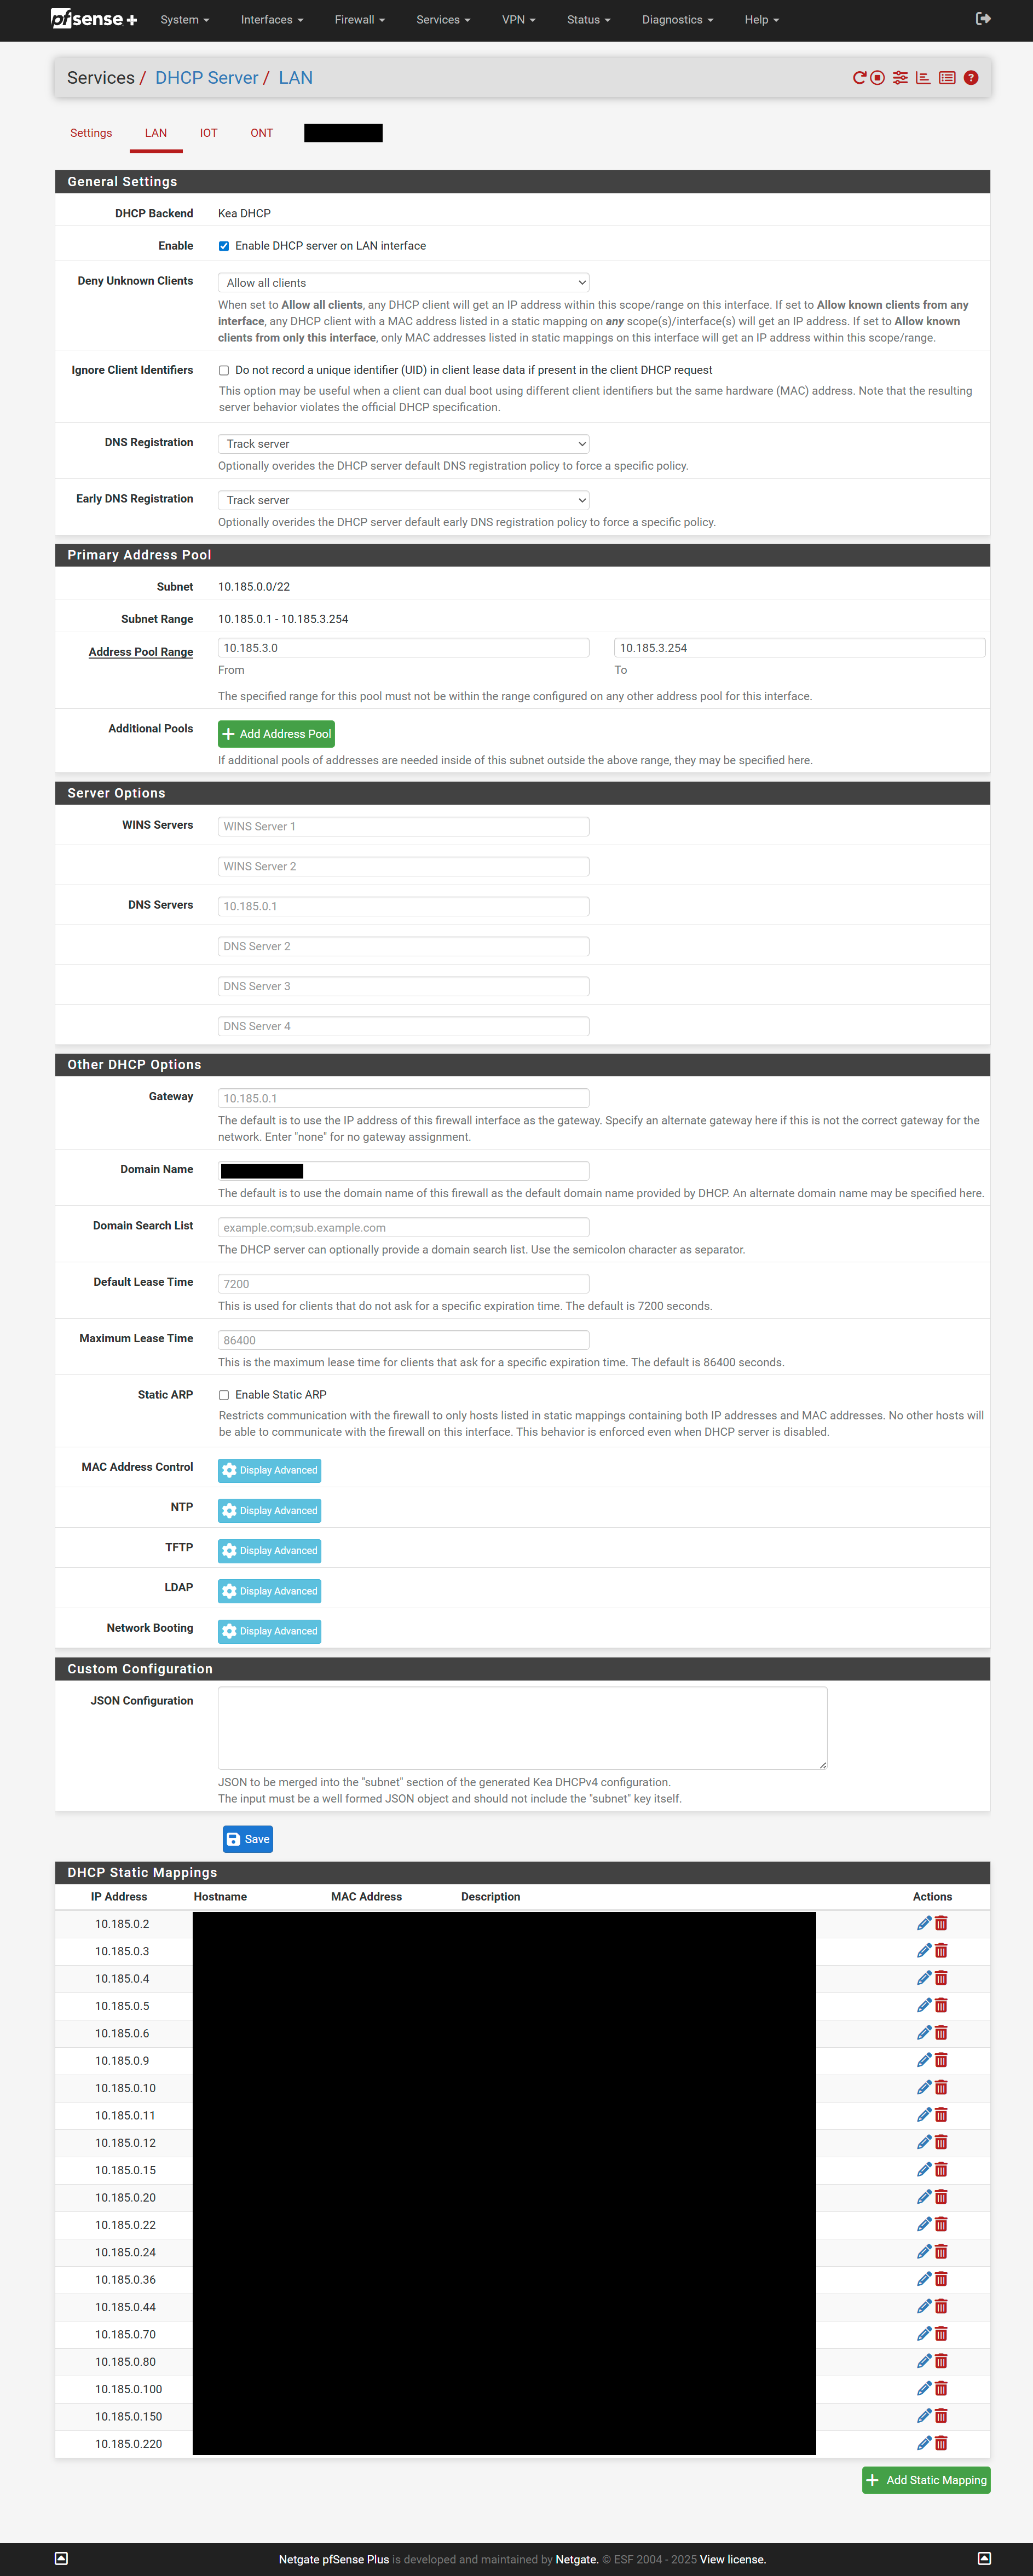 pfsense+ System Interfaces Firewall Services VPN Status Diagnostics Help
Services / DHCP Server / LAN
Settings LAN IOT ONT
General Settings
DHCP Backend Kea DHCP
Enable Enable DHCP server on LAN interface
Deny Unknown Clients Allow all clients
When set to Allow all clients, any DHCP client will get an IP address within this scope/range on this interface. If set to Allow known clients from any
interface, any DHCP client with a MAC address listed in a static mapping on any scope(s)/interface(s) will get an IP address. If set to Allow known
clients from only this interface, only MAC addresses listed in static mappings on this interface will get an IP address within this scope/range.
Ignore Client Identifiers Do not record a unique identifier (UID) in client lease data if present in the client DHCP request
This option may be useful when a client can dual boot using different client identifiers but the same hardware (MAC) address. Note that the resulting
server behavior violates the official DHCP specification.
DNS Registration Track server
Optionally overides the DHCP server default DNS registration policy to force a specific policy.
Early DNS Registration Track server
Optionally overides the DHCP server default early DNS registration policy to force a specific policy.
Primary Address Pool
Subnet 10.185.0.0/22
Subnet Range 10.185.0.1 - 10.185.3.254
Address Pool Range 10.185.3.0 10.185.3.254
From To
The specified range for this pool must not be within the range configured on any other address pool for this interface.
Additional Pools Add Address Pool
If additional pools of addresses are needed inside of this subnet outside the above range, they may be specified here.
Server Options
WINS Servers WINS Server 1
WINS Server 2
DNS Servers 10.185.0.1
DNS Server 2
DNS Server 3
DNS Server 4
Other DHCP Options
Gateway 10.185.0.1
The default is to use the IP address of this firewall interface as the gateway. Specify an alternate gateway here if this is not the correct gateway for the
network. Enter "none" for no gateway assignment.
Domain Name
The default is to use the domain name of this firewall as the default domain name provided by DHCP. An alternate domain name may be specified here.
Domain Search List example.com;sub.example.com
The DHCP server can optionally provide a domain search list. Use the semicolon character as separator.
Default Lease Time 7200
This is used for clients that do not ask for a specific expiration time. The default is 7200 seconds.
Maximum Lease Time 86400
This is the maximum lease time for clients that ask for a specific expiration time. The default is 86400 seconds.
Static ARP Enable Static ARP
Restricts communication with the firewall to only hosts listed in static mappings containing both IP addresses and MAC addresses. No other hosts will
be able to communicate with the firewall on this interface. This behavior is enforced even when DHCP server is disabled.
MAC Address Control Display Advanced
NTP Display Advanced
TFTP Display Advanced
LDAP Display Advanced
Network Booting Display Advanced
Custom Configuration
JSON Configuration
JSON to be merged into the "subnet" section of the generated Kea DHCPv4 configuration.
The input must be a well formed JSON object and should not include the "subnet" key itself.
Save
DHCP Static Mappings
IP Address Hostname MAC Address Description Actions
10.185.0.2
10.185.0.3
10.185.0.4
10.185.0.5
10.185.0.6
10.185.0.9
10.185.0.10
10.185.0.11
10.185.0.12
10.185.0.15
10.185.0.20
10.185.0.22
10.185.0.24
10.185.0.36
10.185.0.44
10.185.0.70
10.185.0.80
10.185.0.100
10.185.0.150
10.185.0.220
Add Static Mapping
Netgate pfSense Plus is developed and maintained by Netgate. © ESF 2004 - 2025 View license.